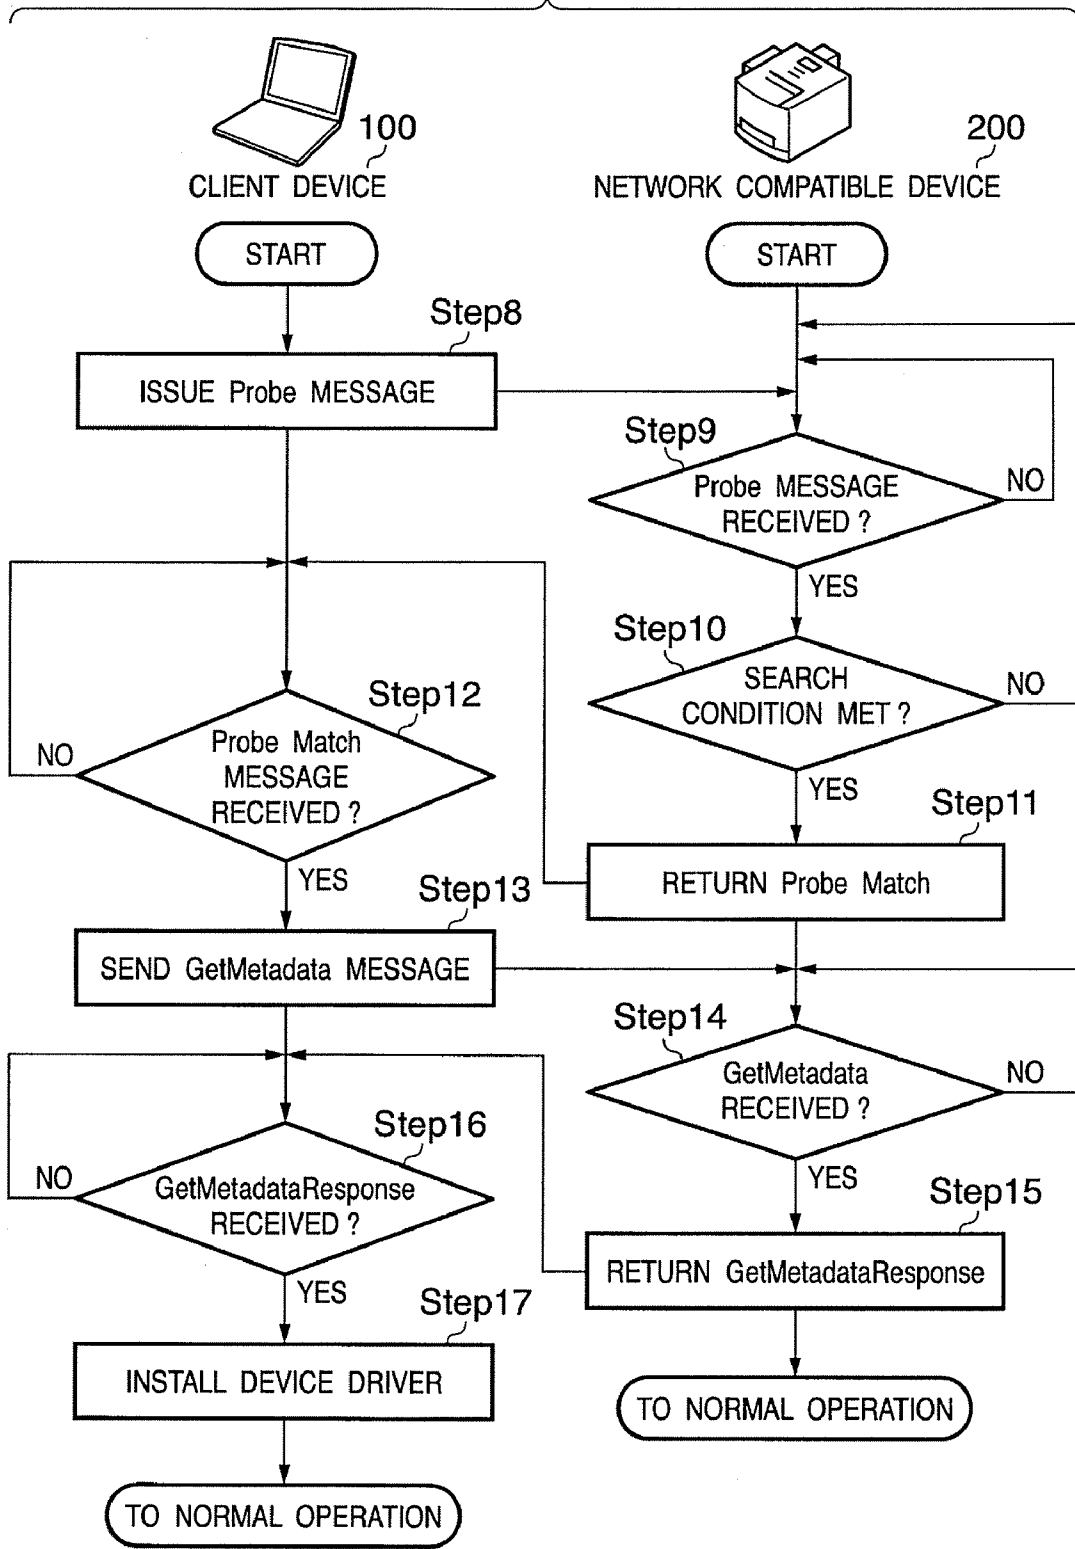 100
CLIENT DEVICE
START
Step8
ISSUE Probe MESSAGE
Step12
Probe Match
MESSAGE
RECEIVED ?
NO
YES
Step13
SEND GetMetadata MESSAGE
Step16
GetMetadataResponse
RECEIVED ?
NO
YES
Step17
INSTALL DEVICE DRIVER
TO NORMAL OPERATION
200
NETWORK COMPATIBLE DEVICE
START
Step9
Probe MESSAGE
RECEIVED ?
NO
YES
Step10
SEARCH
CONDITION MET ?
NO
YES
Step11
RETURN Probe Match
Step14
GetMetadata
RECEIVED ?
NO
YES
Step15
RETURN GetMetadataResponse
TO NORMAL OPERATION